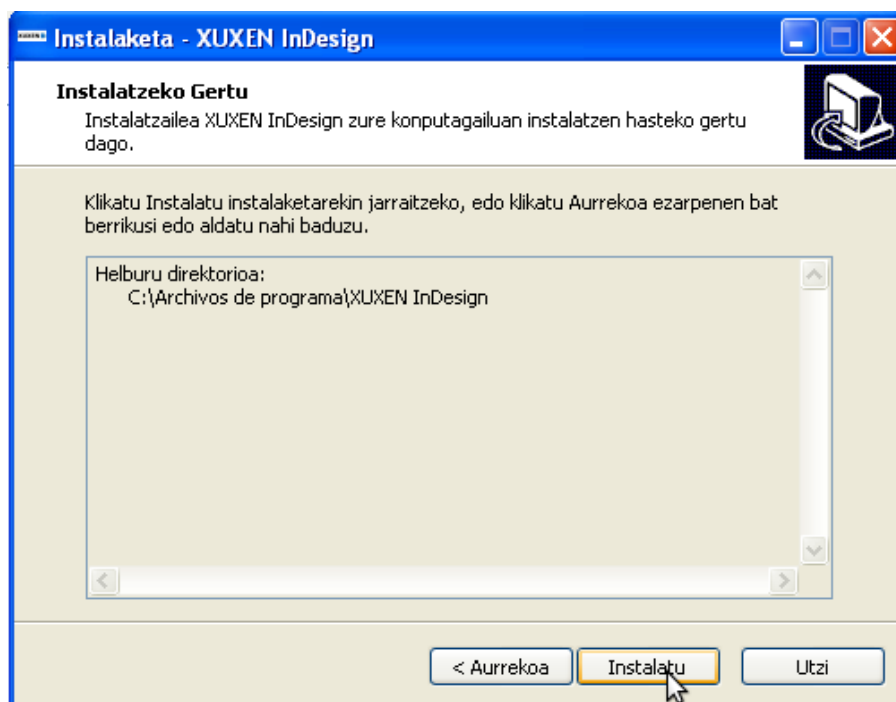 Instalaketa - XUXEN InDesign
Instalatzeko Gertu
Instalatzailea XUXEN InDesign zure konputagailuan instalatzen hasteko gertu
dago.
Klikatu Instalatu instalaketarekin jarraitzeko, edo klikatu Aurrekoa ezarpenen bat
berrikusi edo aldatu nahi baduzu.
Helburu direktorioa:
C:\Archivos de programa\XUXEN InDesign
< Aurrekoa
Instalatu
Utzi